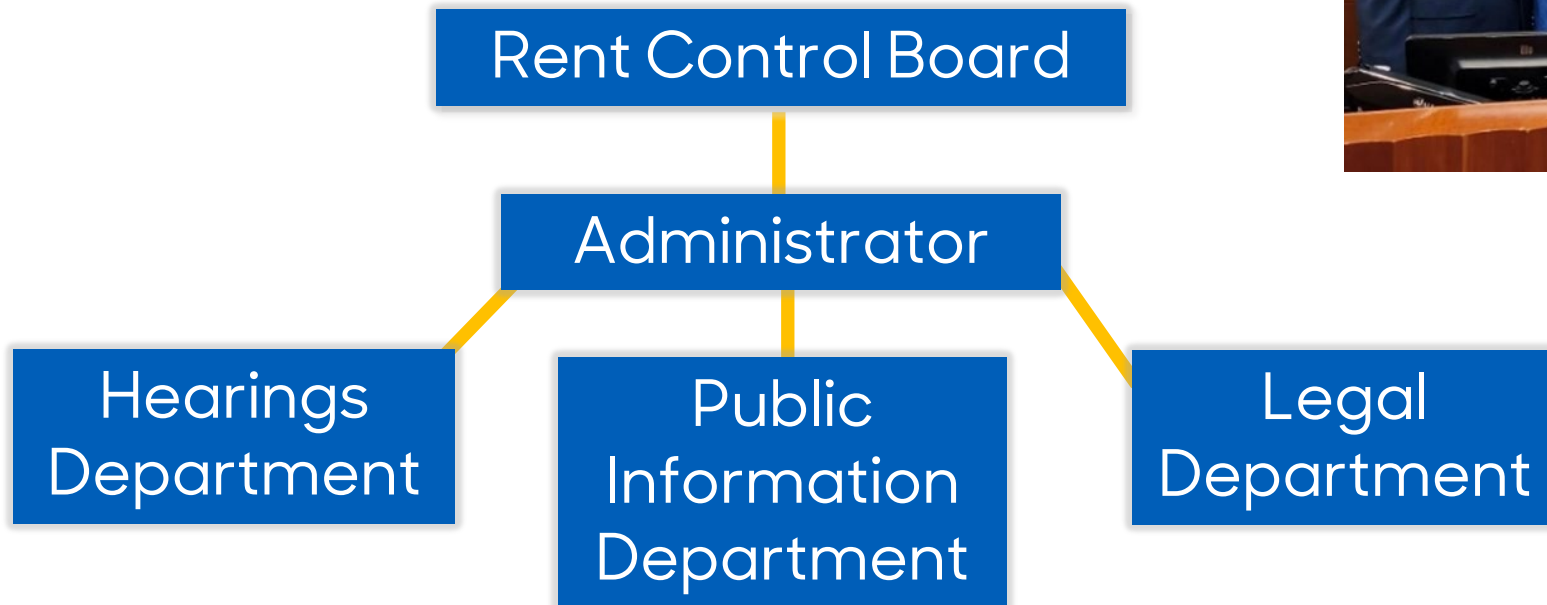 Rent Control Board
Administrator
Hearings
Department
Public
Information
Department
Legal
Department